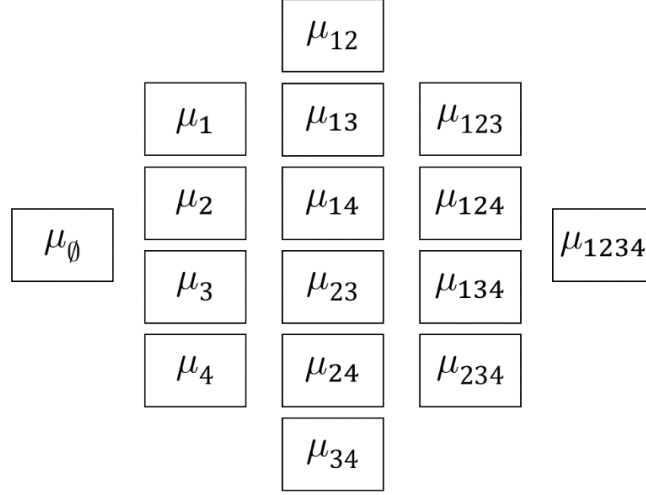 μ₁₂
μ₁ μ₁₃ μ₁₂₃
μ₂ μ₁₄ μ₁₂₄
μ∅ μ₁₂₃₄
μ₃ μ₂₃ μ₁₃₄
μ₄ μ₂₄ μ₂₃₄
μ₃₄